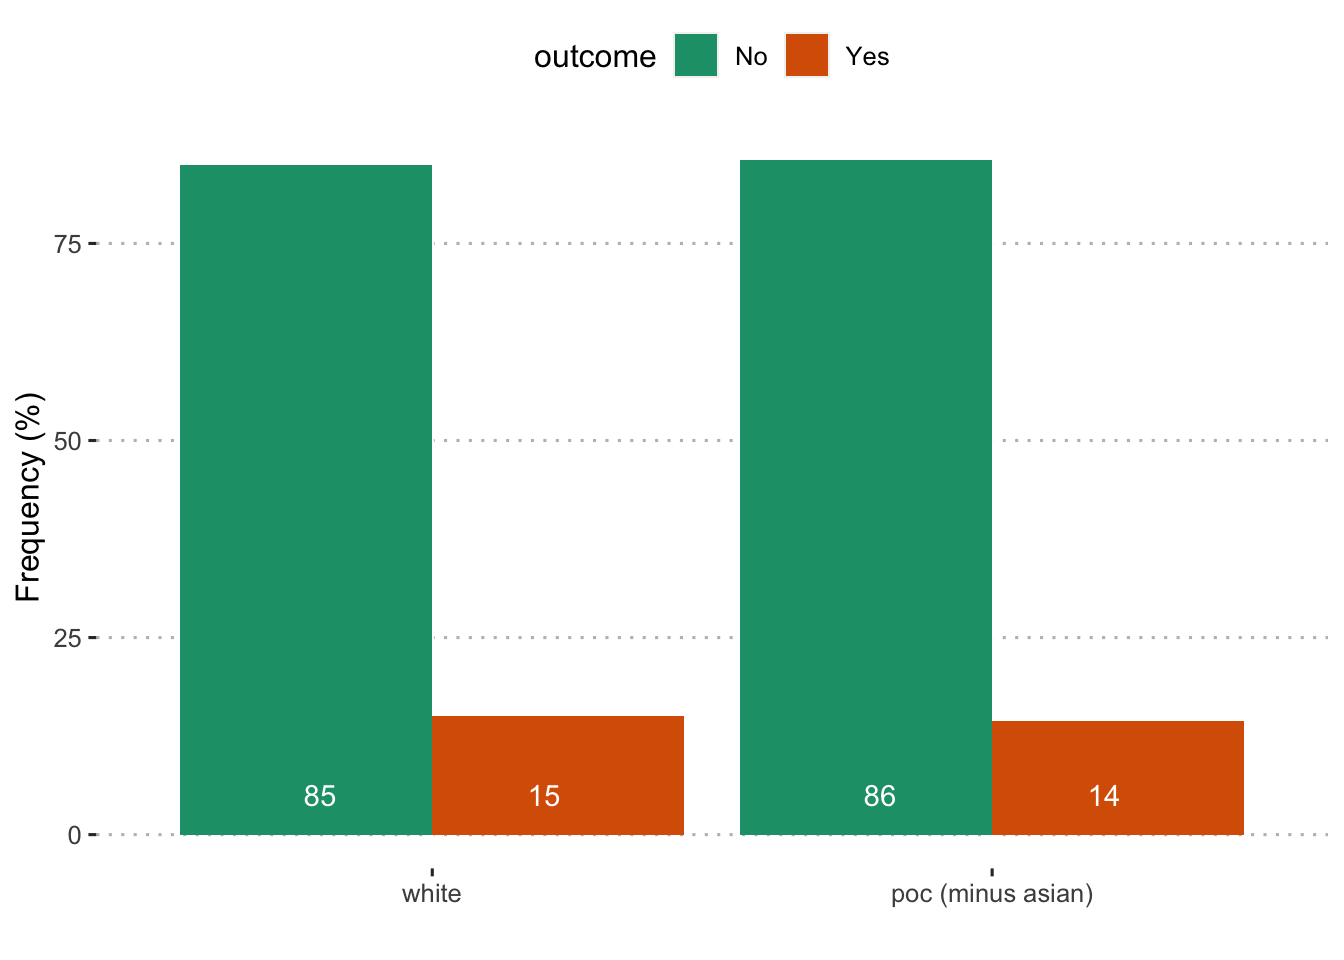 outcome No Yes
Frequency (%)
75
50
25
0
85 15 86 14
white poc (minus asian)